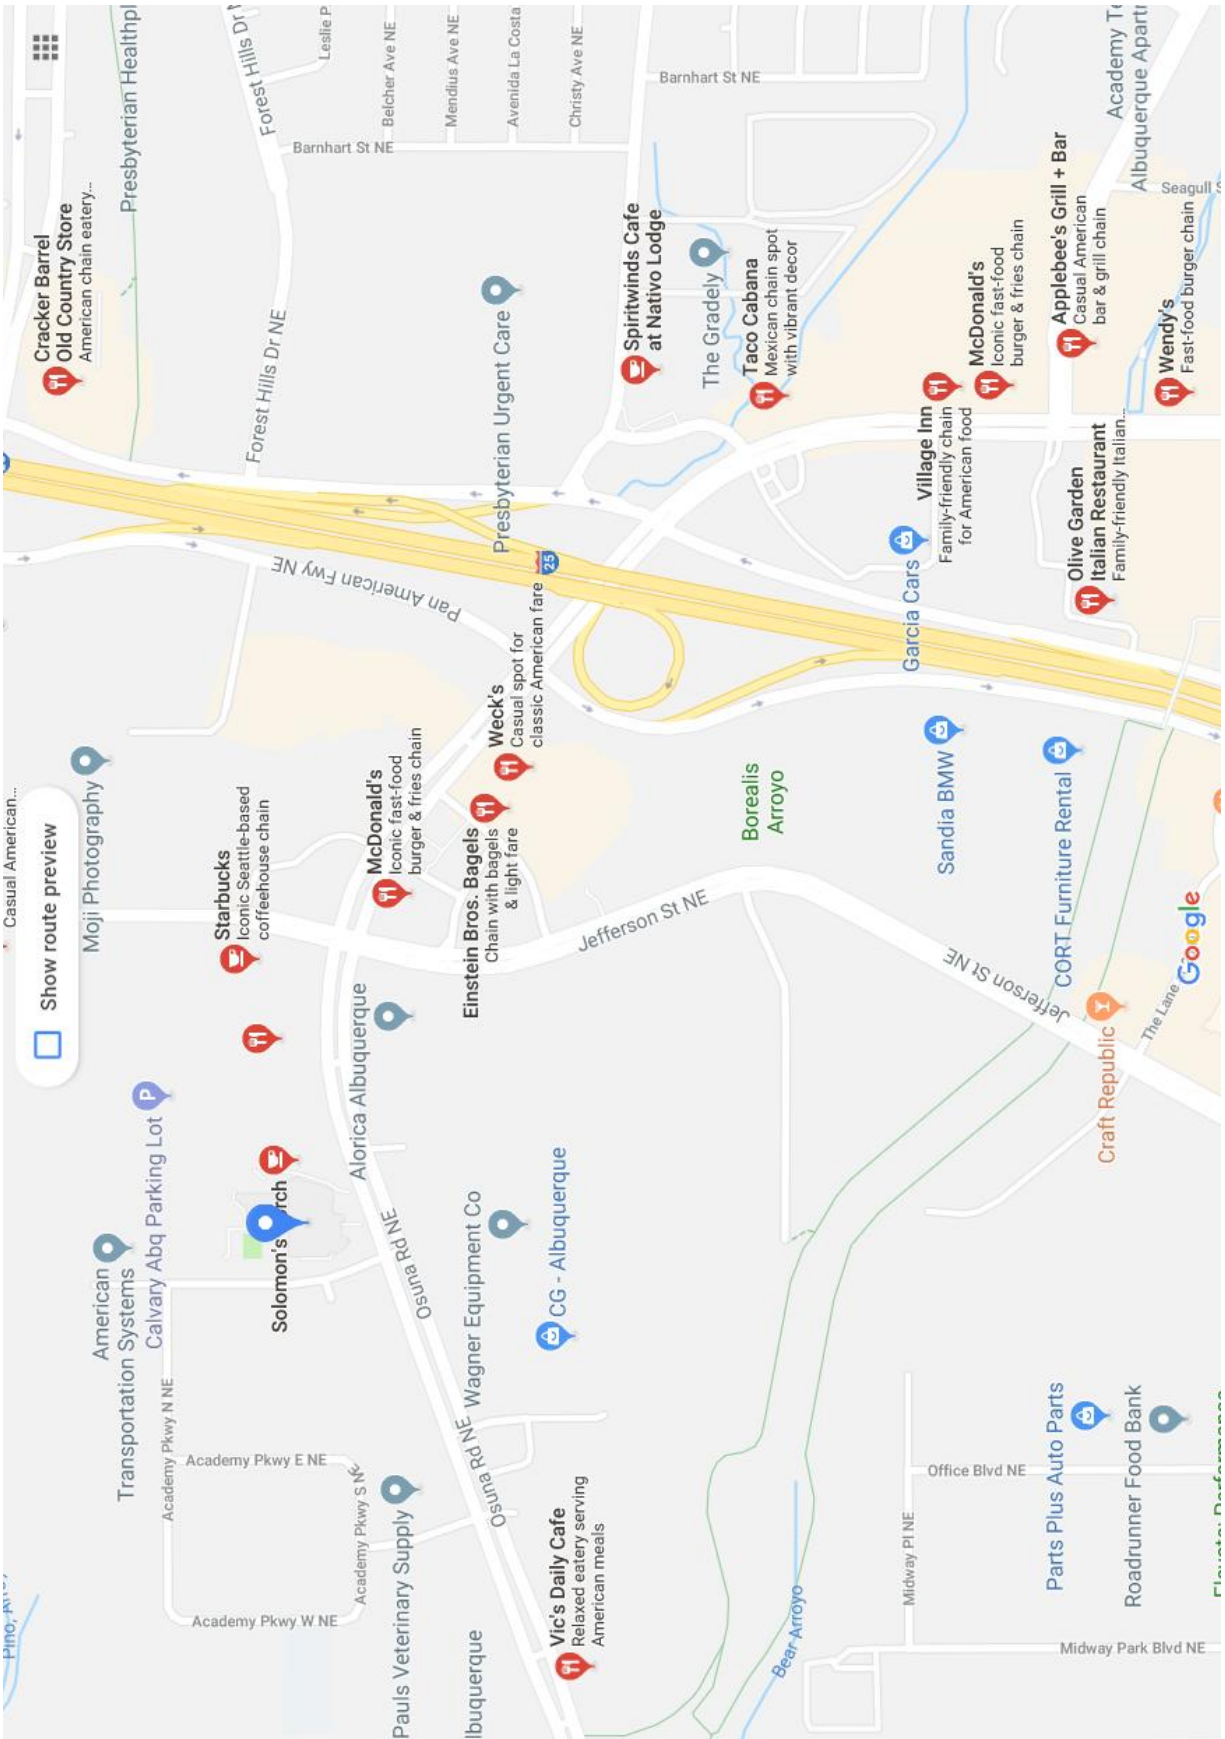 Casual American...
Show route preview
Cracker Barrel
Old Country Store
American chain eatery...
Presbyterian Healthpl
Forest Hills Dr N
Forest Hills Dr
Leslie P
Belcher Ave NE
Mendius Ave NE
Avenida La Costa
Christy Ave NE
Barnhart St NE
Barnhart St NE
Forest Hills Dr NE
Moji Photography
Pan American Fwy NE
Presbyterian Urgent Care
25
Starbucks
Iconic Seattle-based
coffeehouse chain
American
Transportation Systems
Calvary Abq Parking Lot
P
Solomon's
rch
McDonald's
Iconic fast-food
burger & fries chain
Weck's
Casual spot for
classic American fare
Einstein Bros. Bagels
Chain with bagels
& light fare
Alorica Albuquerque
Spiritwinds Cafe
at Nativo Lodge
The Gradely
Taco Cabana
Mexican chain spot
with vibrant decor
Academy Pkwy N NE
Academy Pkwy E NE
Academy Pkwy S NE
Academy Pkwy W NE
Osuna Rd NE
Osuna Rd NE
Wagner Equipment Co
CG - Albuquerque
Pauls Veterinary Supply
lbuquerque
Vic's Daily Cafe
Relaxed eatery serving
American meals
Jefferson St NE
Jefferson St NE
Borealis
Arroyo
Garcia Cars
Village Inn
Family-friendly chain
for American food
McDonald's
Iconic fast-food
burger & fries chain
Applebee's Grill + Bar
Casual American
bar & grill chain
Academy Te
Albuquerque Apartr
Seagull S
Wendy's
Fast-food burger chain
Olive Garden
Italian Restaurant
Family-friendly Italian...
Sandia BMW
CORT Furniture Rental
Craft Republic
The Lane
Google
Bear Arroyo
Midway Pl NE
Office Blvd NE
Parts Plus Auto Parts
Roadrunner Food Bank
Midway Park Blvd NE